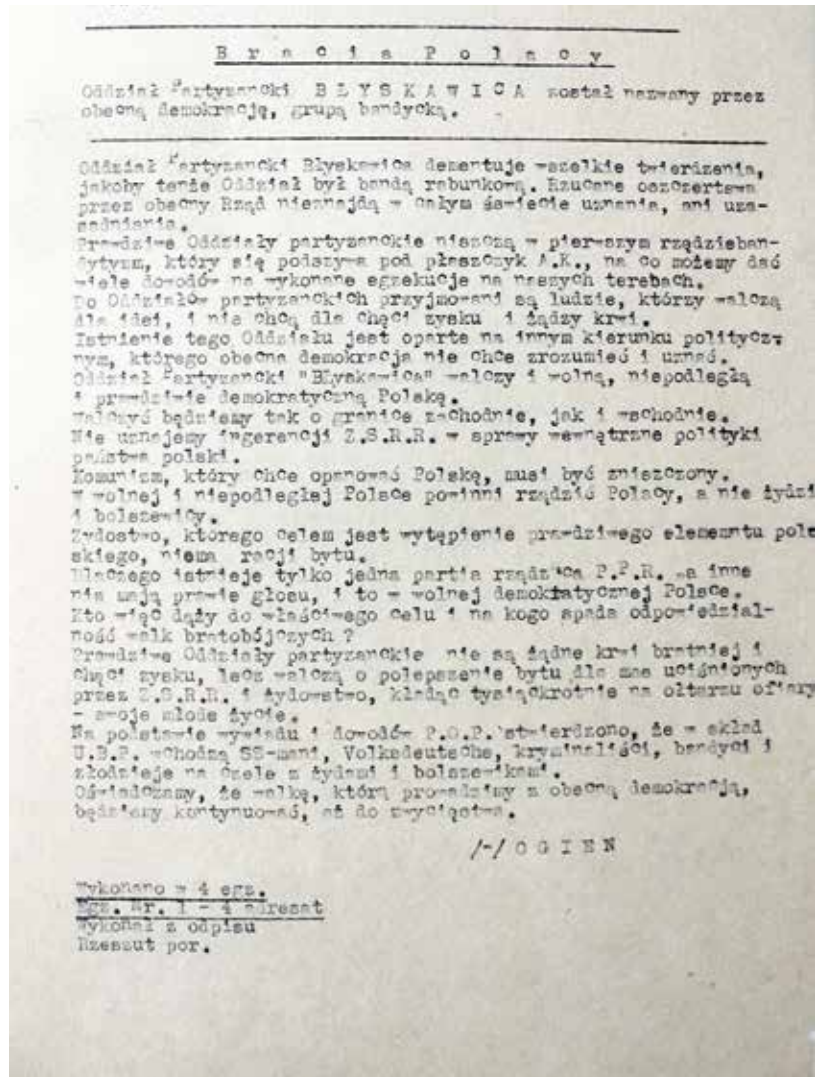 Bracia Polacy
Oddział Partyzancki BŁYSKAWICA został nazwany przez
obecną demokrację, grupą bandycką.
Oddział Partyzancki Błyskawica dementuje wszelkie twierdzenia,
jakoby tenże Oddział był bandą rabunkową. Rzucane oszczerstwa
przez obecny Rząd nieznajdą w całym świecie uznania, ani uza-
sadniania.
Prawdziwe Oddziały partyzanckie niszczą w pierwszym rzędzieban-
dytyzm, który się podszywa pod płaszczyk A.K., na co możemy dać
wiele dowodów na wykonane egzekucje na naszych terebach.
Do Oddziałów partyzanckich przyjmowani są ludzie, którzy walczą
dla idei, i nie chcą dla chęci zysku i żądzy krwi.
Istnienie tego Oddziału jest oparte na innym kierunku politycz-
nym, którego obecna demokracja nie chce zrozumieć i uznać.
Oddział Partyzancki "Błyskawica" walczy i wolną, niepodległą
i prawdziwie demokratyczną Polskę.
Walczyć będziemy tak o granice zachodnie, jak i wschodnie.
Nie uznajemy ingerencji Z.S.R.R. w sprawy wewnętrzne polityki
państwa polski.
Komunizm, który chce opanować Polskę, musi być zniszczony.
W wolnej i niepodległej Polsce powinni rządzić Polacy, a nie żydzi
i bolszewicy.
Żydostwo, którego celem jest wytępienie prawdziwego elememtu pols
skiego, niema racji bytu.
Dlaczego istnieje tylko jedna partia rządząca P.P.R. a inne
nie mają prawie głosu, i to w wolnej demokratycznej Polsce.
Kto więc dąży do właściwego celu i na kogo spada odpowiedzial-
ność walk bratobójczych ?
Prawdziwe Oddziały partyzanckie nie są żądne krwi bratniej i
chęci zysku, lecz walczą o polepszenie bytu dla mas uciśnionych
przez Z.S.R.R. i żydowstwo, kładąc tysiąckrotnie na ołtarzu ofiary
- swoje młode życie.
Na podstawie wywiadu i dowodów P.O.P. stwierdzono, że w skład
U.B.P. wchodzą SS-mani, Volksdeutsche, kryminaliści, bandyci i
złodzieje na czele z żydami i bolszewikami.
Oświadczamy, że walkę, którą prowadzimy z obecną demokracją,
będziemy kontynuować, aż do zwycięstwa.
/-/ OGIEN
Wykonano w 4 egz.
Egz. Nr. 1 - 4 adresat
Wykonał z odpisu
Rzeszut por.